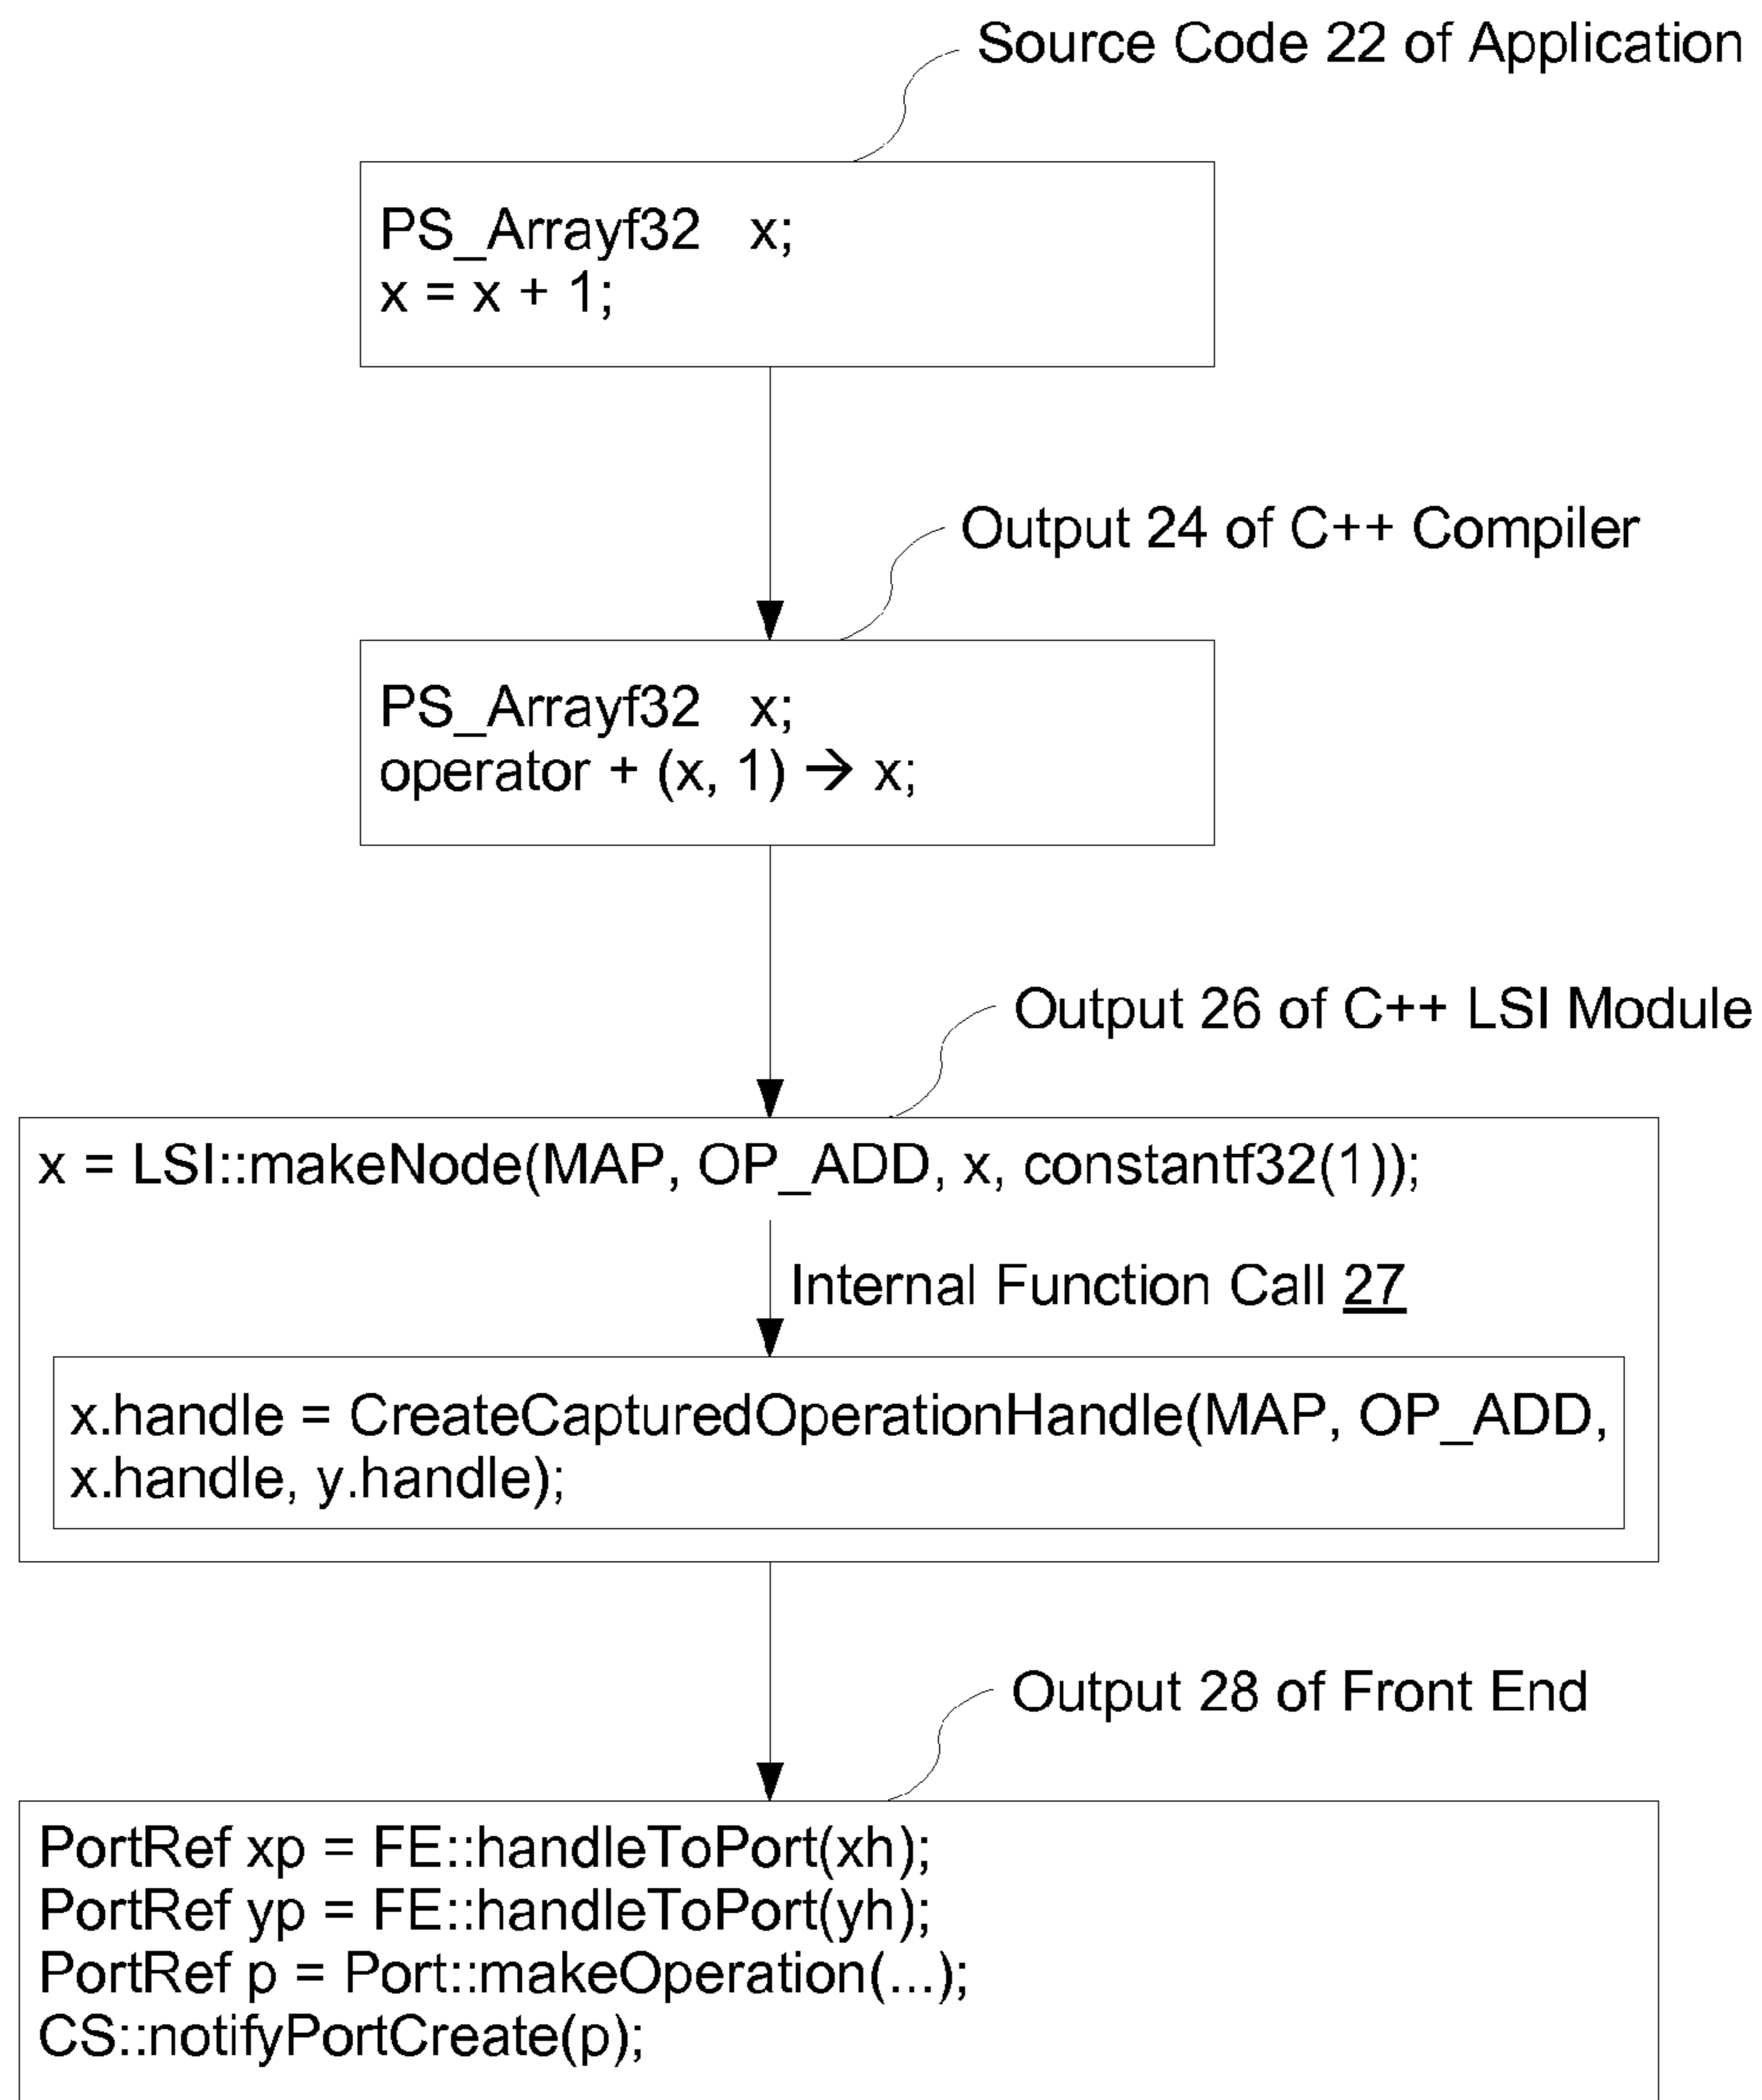 Source Code 22 of Application
PS_Arrayf32 x;
x = x + 1;
Output 24 of C++ Compiler
PS_Arrayf32 x;
operator + (x, 1) → x;
Output 26 of C++ LSI Module
x = LSI::makeNode(MAP, OP_ADD, x, constantf32(1));
Internal Function Call 27
x.handle = CreateCapturedOperationHandle(MAP, OP_ADD,
x.handle, y.handle);
Output 28 of Front End
PortRef xp = FE::handleToPort(xh);
PortRef yp = FE::handleToPort(yh);
PortRef p = Port::makeOperation(...);
CS::notifyPortCreate(p);